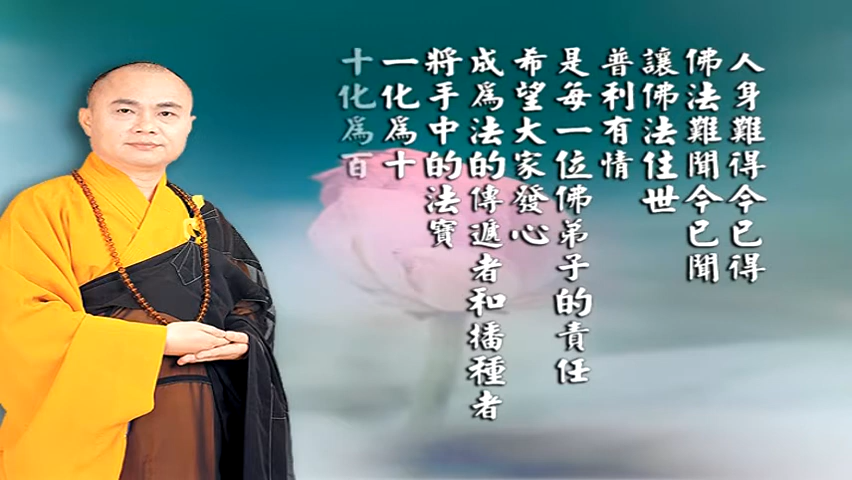 人身難得今已得
佛法難聞今已聞
讓佛法住世
普利有情
是每一位佛弟子的責任
希望大家發心
成為法的傳遞者和播種者
將手中的法寶
一化為十
十化為百